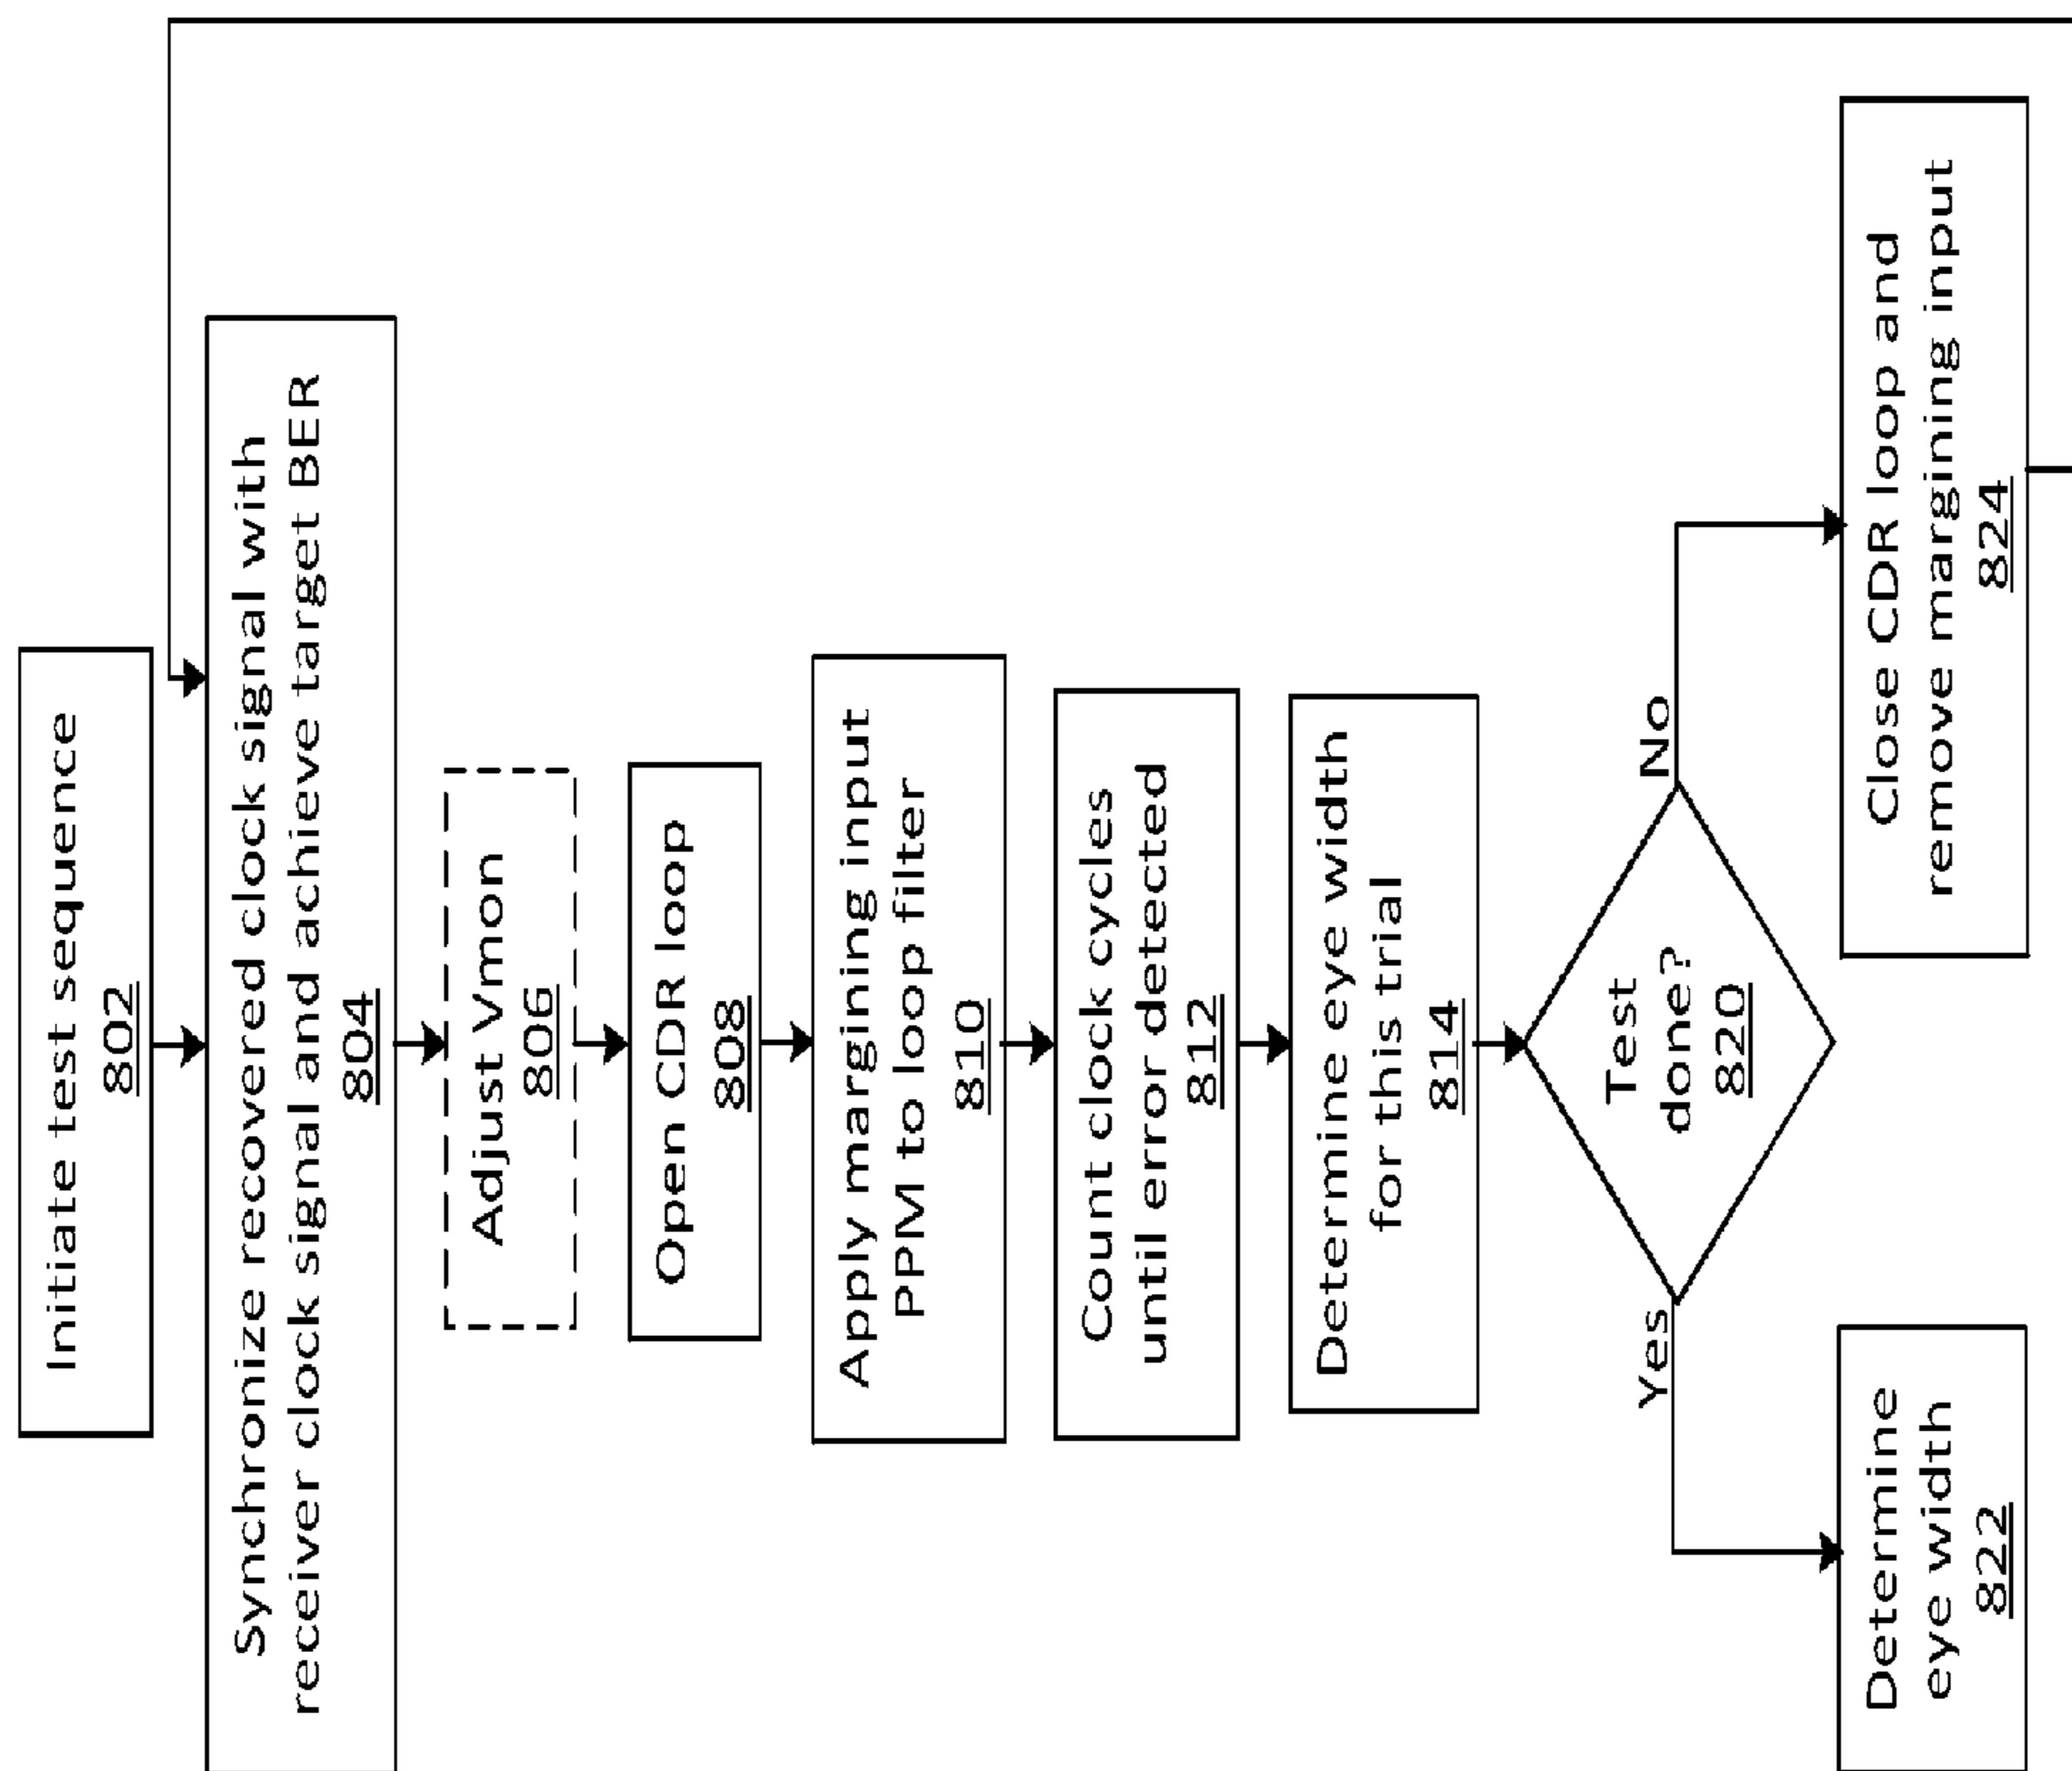 Initiate test sequence
802
Synchronize recovered clock signal with
receiver clock signal and achieve target BER
804
Adjust Vmon
806
Open CDR loop
808
Apply margining input
PPM to loop filter
810
Count clock cycles
until error detected
812
Determine eye width
for this trial
814
Test
done?
820
Yes
No
Determine
eye width
822
Close CDR loop and
remove margining input
824